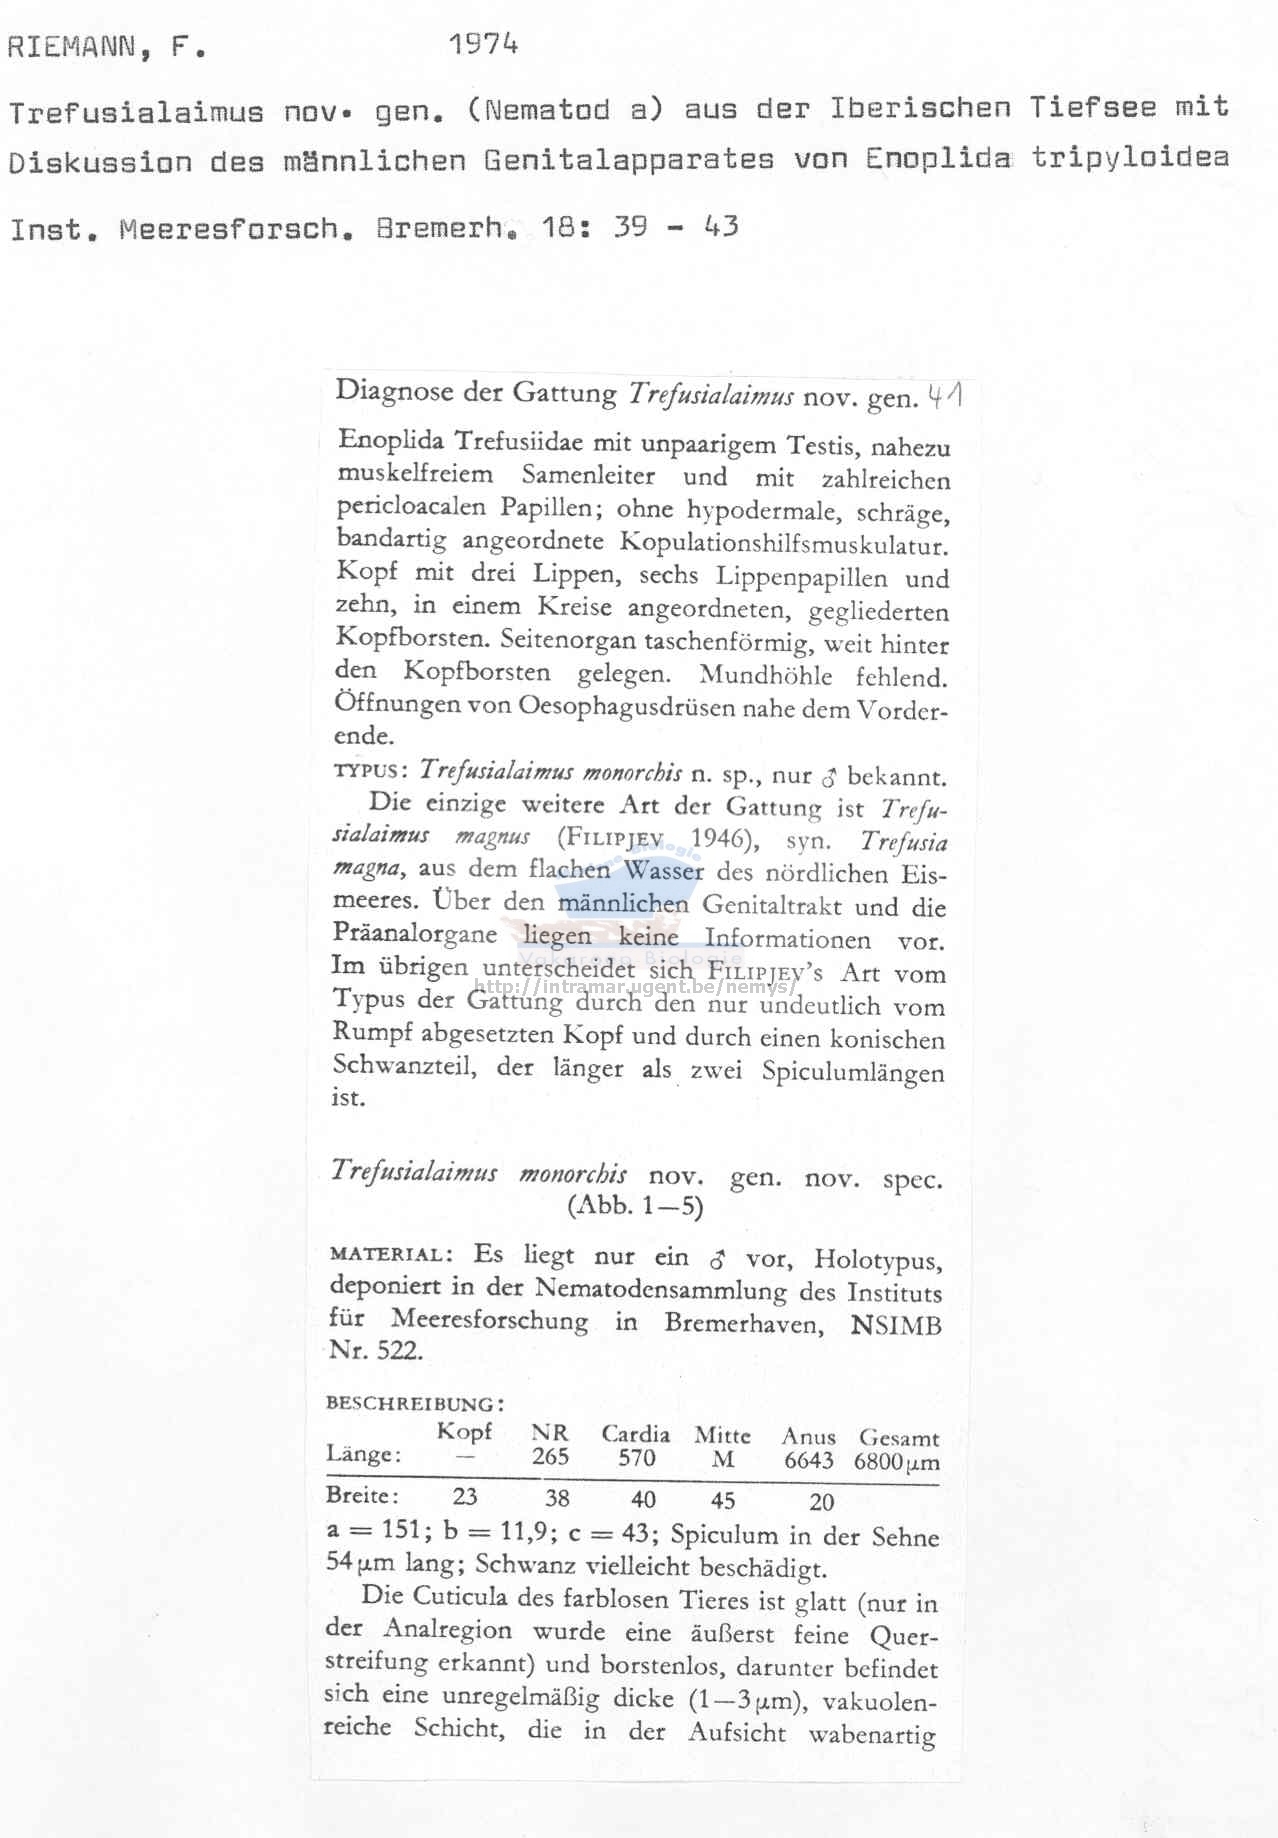 RIEMANN, F. 1974
Trefusialaimus nov. gen. (Nematod a) aus der Iberischen Tiefsee mit
Diskussion des männlichen Genitalapparates von Enoplida tripyloidea
Inst. Meeresforsch. Bremerh. 18: 39 - 43
Diagnose der Gattung Trefusialaimus nov. gen. 41
Enoplida Trefusiidae mit unpaarigem Testis, nahezu
muskelfreiem Samenleiter und mit zahlreichen
pericloacalen Papillen; ohne hypodermale, schräge,
bandartig angeordnete Kopulationshilfsmuskulatur.
Kopf mit drei Lippen, sechs Lippenpapillen und
zehn, in einem Kreise angeordneten, gegliederten
Kopfborsten. Seitenorgan taschenförmig, weit hinter
den Kopfborsten gelegen. Mundhöhle fehlend.
Öffnungen von Oesophagusdrüsen nahe dem Vorder-
ende.
TYPUS: Trefusialaimus monorchis n. sp., nur ♂ bekannt.
Die einzige weitere Art der Gattung ist Trefu-
sialaimus magnus (FILIPJEV 1946), syn. Trefusia
magna, aus dem flachen Wasser des nördlichen Eis-
meeres. Über den männlichen Genitaltrakt und die
Präanalorgane liegen keine Informationen vor.
Vakgroep Biologie
Im übrigen unterscheidet sich FILIPJEV's Art vom
http://intramar.ugent.be/nemys/
Typus der Gattung durch den nur undeutlich vom
Rumpf abgesetzten Kopf und durch einen konischen
Schwanzteil, der länger als zwei Spiculumlängen
ist.
Trefusialaimus monorchis nov. gen. nov. spec.
(Abb. 1—5)
MATERIAL: Es liegt nur ein ♂ vor, Holotypus,
deponiert in der Nematodensammlung des Instituts
für Meeresforschung in Bremerhaven, NSIMB
Nr. 522.
BESCHREIBUNG:
Kopf NR Cardia Mitte Anus Gesamt
Länge: — 265 570 M 6643 6800 µm
Breite: 23 38 40 45 20
a = 151; b = 11,9; c = 43; Spiculum in der Sehne
54 µm lang; Schwanz vielleicht beschädigt.
Die Cuticula des farblosen Tieres ist glatt (nur in
der Analregion wurde eine äußerst feine Quer-
streifung erkannt) und borstenlos, darunter befindet
sich eine unregelmäßig dicke (1—3 µm), vakuolen-
reiche Schicht, die in der Aufsicht wabenartig